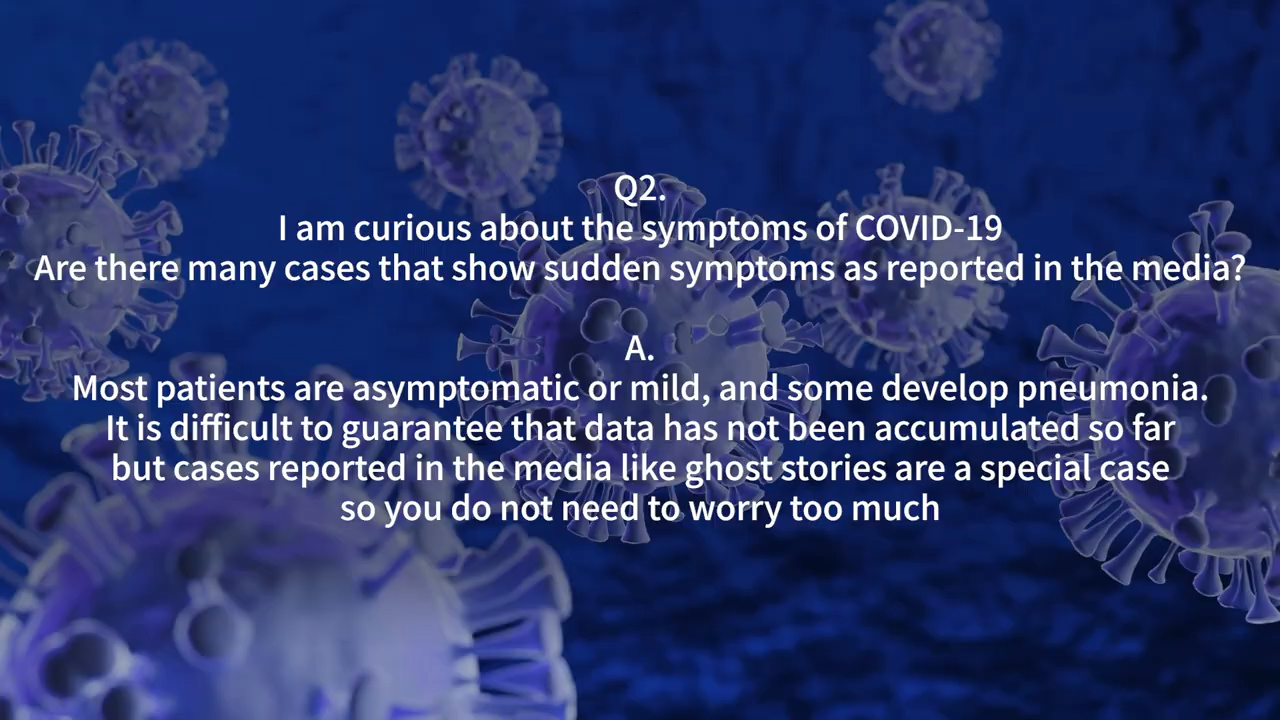 Q2.
I am curious about the symptoms of COVID-19
Are there many cases that show sudden symptoms as reported in the media?
A.
Most patients are asymptomatic or mild, and some develop pneumonia.
It is difficult to guarantee that data has not been accumulated so far
but cases reported in the media like ghost stories are a special case
so you do not need to worry too much